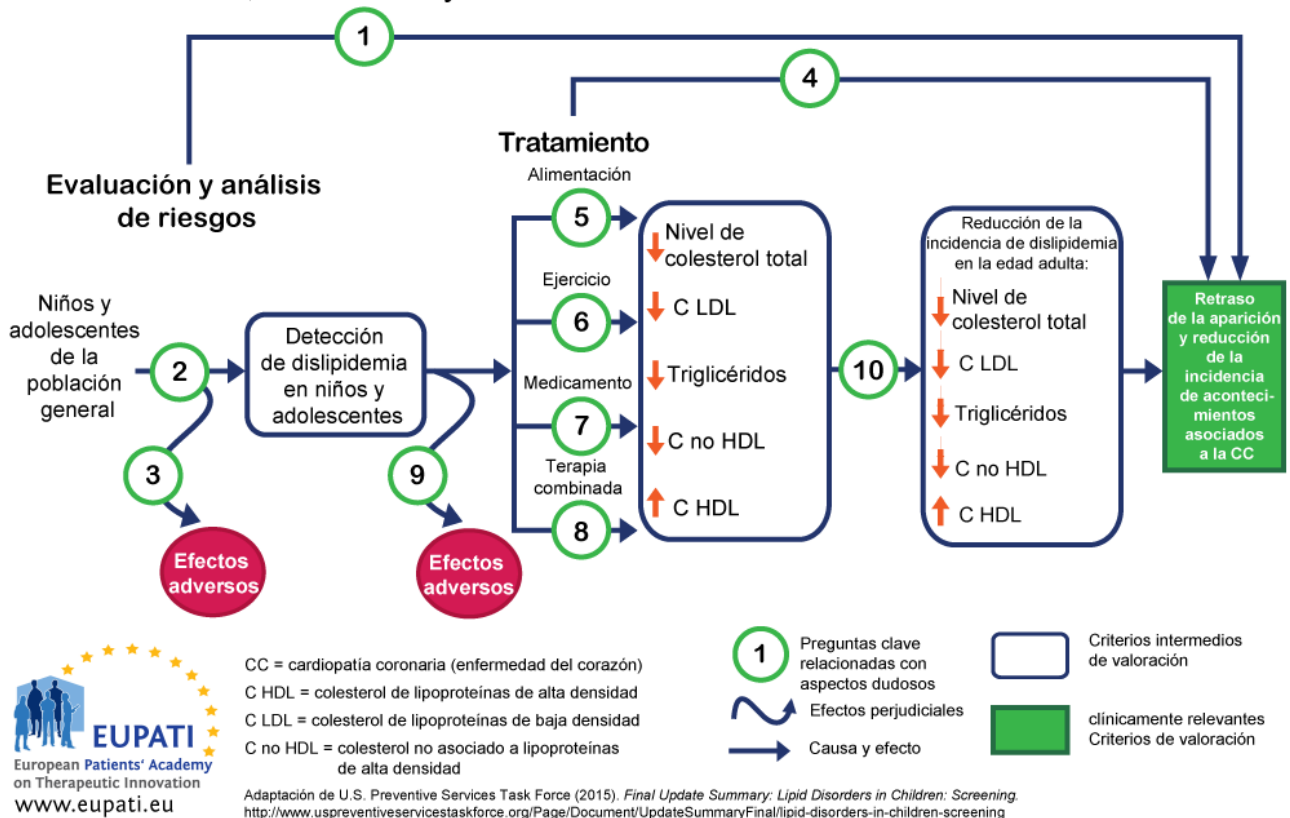 1
4
Tratamiento
Evaluación y análisis
de riesgos
Alimentación
5
Ejercicio
6
Medicamento
7
Terapia
combinada
8
Niños y
adolescentes
de la
población
general
2
Detección
de dislipidemia
en niños y
adolescentes
3
9
Efectos
adversos
Efectos
adversos
Nivel de
colesterol total
C LDL
Triglicéridos
C no HDL
C HDL
10
Reducción de la
incidencia de dislipidemia
en la edad adulta:
Nivel de
colesterol total
C LDL
Triglicéridos
C no HDL
C HDL
Retraso
de la aparición
y reducción
de la
incidencia
de aconteci-
mientos
asociados
a la CC
EUPATI
European Patients' Academy
on Therapeutic Innovation
www.eupati.eu
CC = cardiopatía coronaria (enfermedad del corazón)
C HDL = colesterol de lipoproteínas de alta densidad
C LDL = colesterol de lipoproteínas de baja densidad
C no HDL = colesterol no asociado a lipoproteínas
de alta densidad
1
Preguntas clave
relacionadas con
aspectos dudosos
Efectos perjudiciales
Causa y efecto
Criterios intermedios
de valoración
clínicamente relevantes
Criterios de valoración
Adaptación de U.S. Preventive Services Task Force (2015). Final Update Summary: Lipid Disorders in Children: Screening.
http://www.uspreventiveservicestaskforce.org/Page/Document/UpdateSummaryFinal/lipid-disorders-in-children-screening